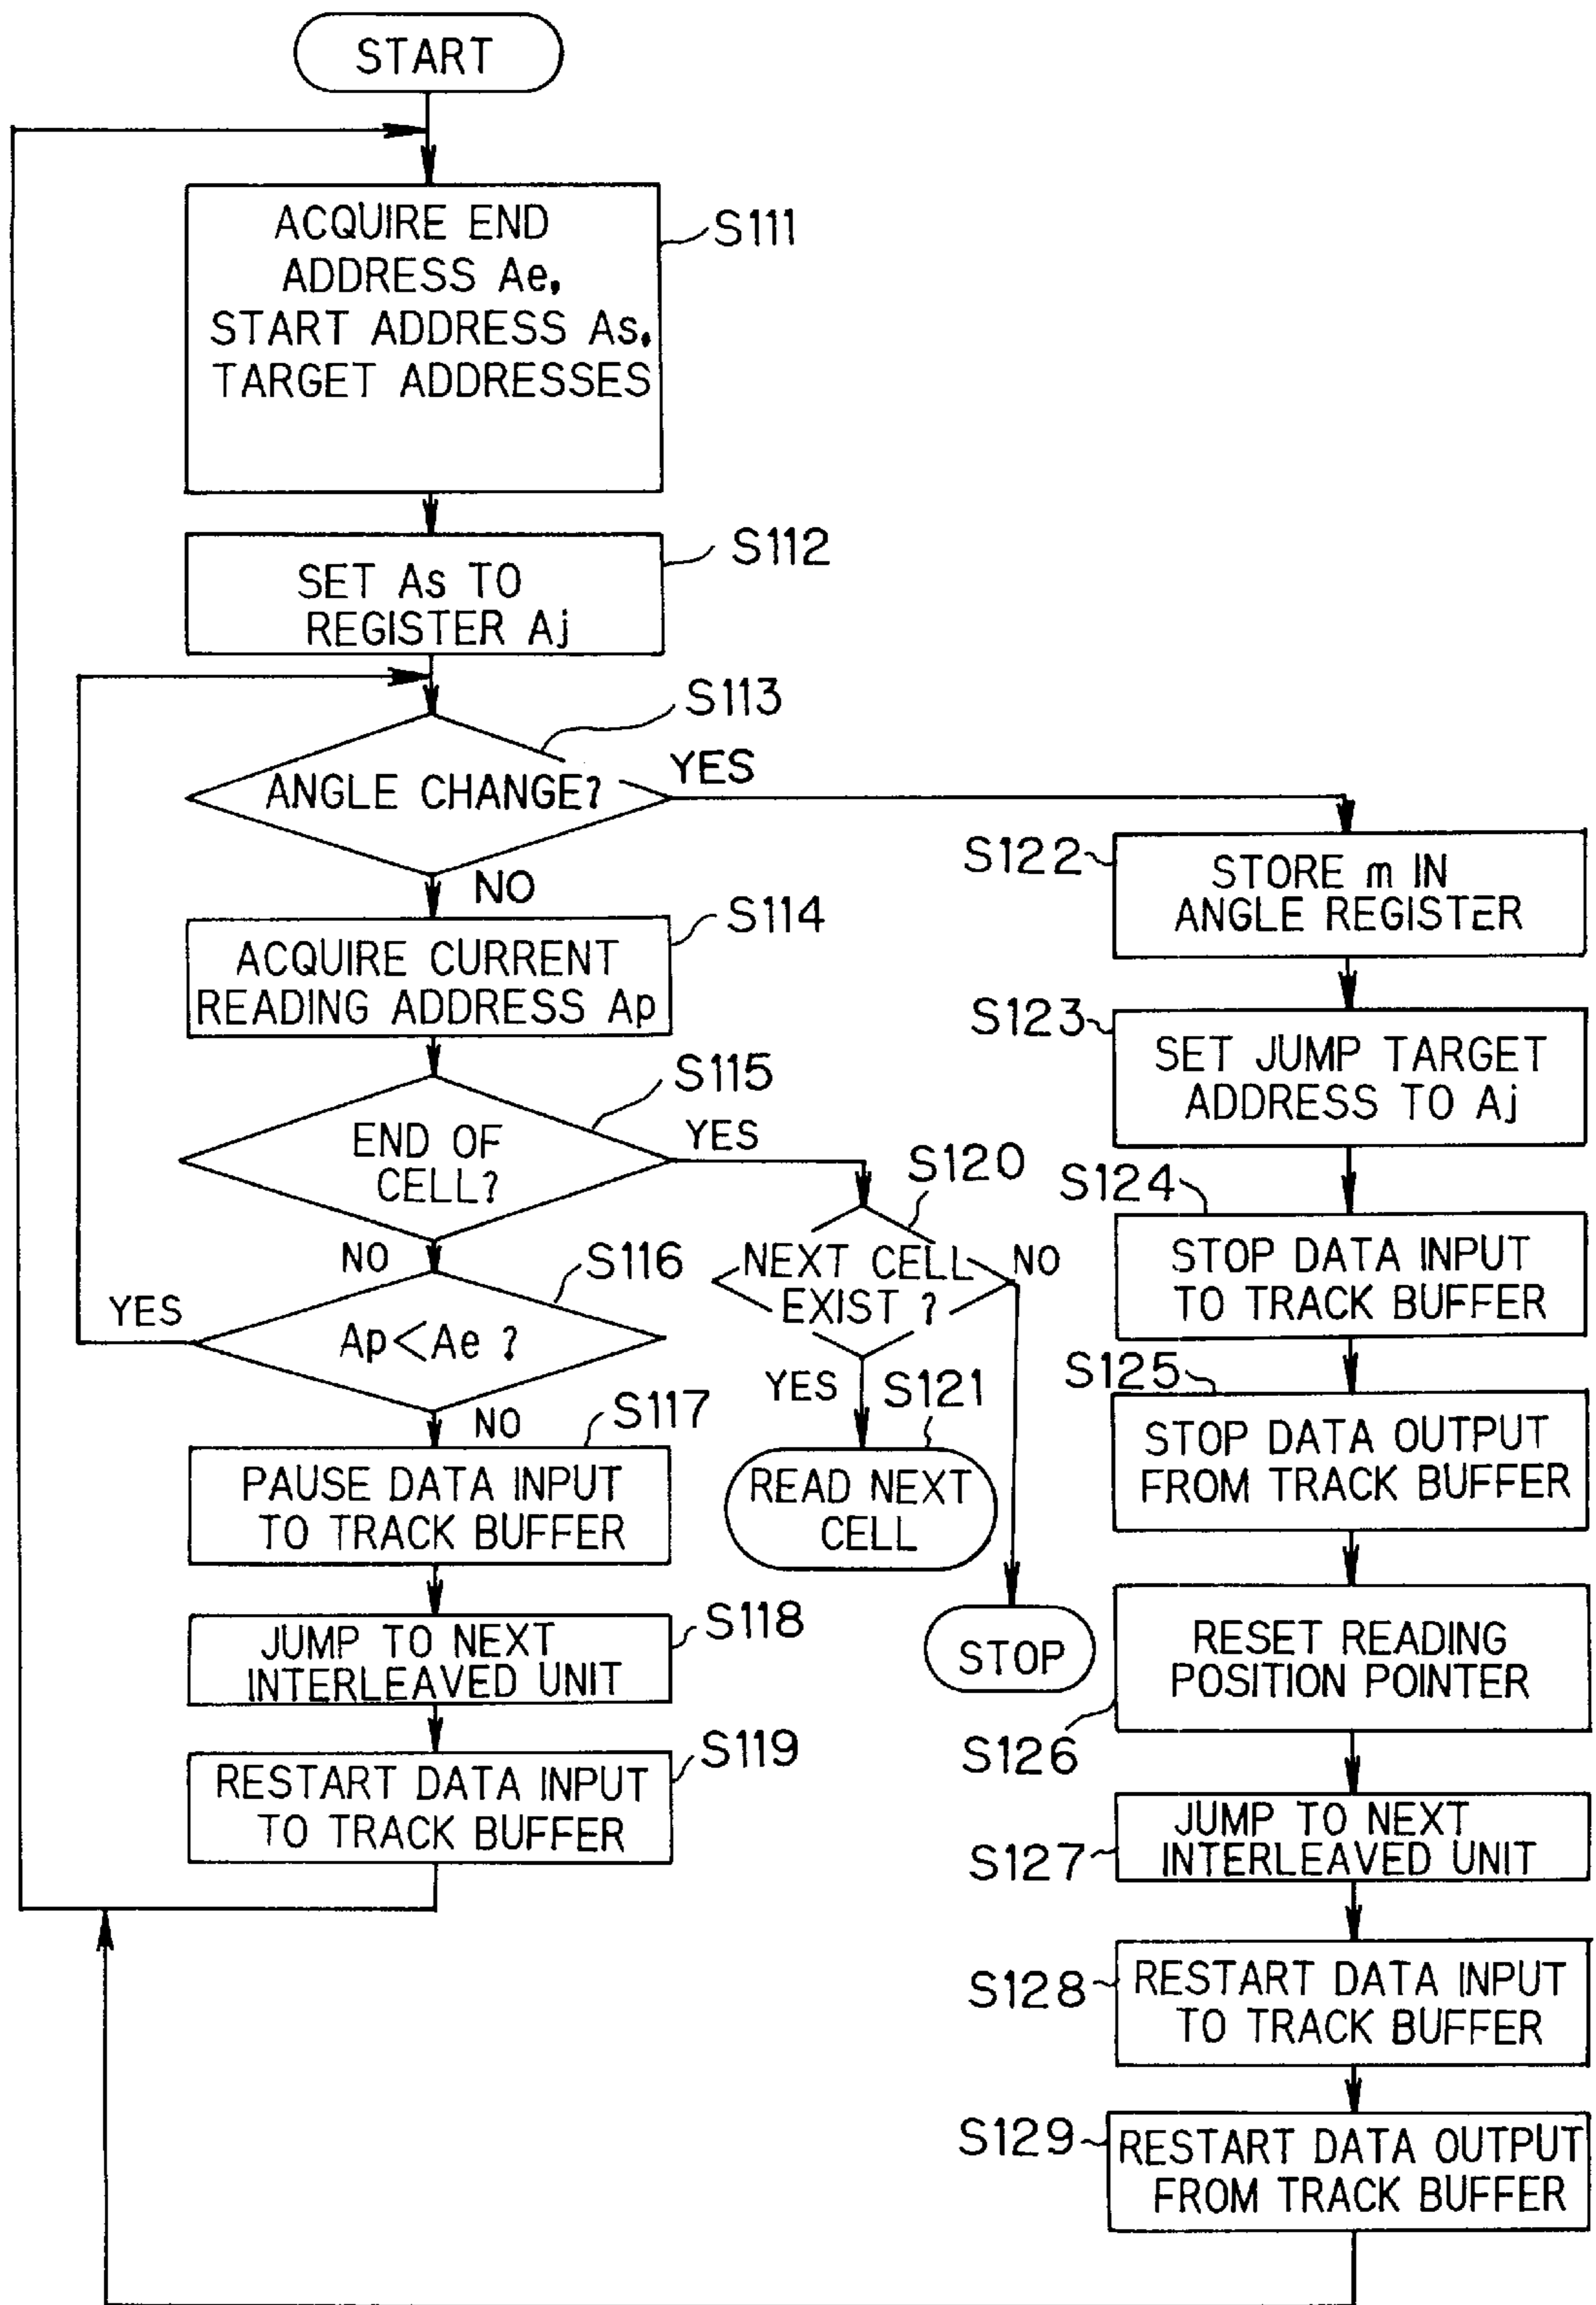 START
ACQUIRE END
ADDRESS Ae,
START ADDRESS As,
TARGET ADDRESSES
S111
SET As TO
REGISTER Aj
S112
S113
ANGLE CHANGE?
YES
NO
S114
ACQUIRE CURRENT
READING ADDRESS Ap
S115
END OF
CELL?
YES
NO
S116
Ap<Ae ?
YES
NO
S117
PAUSE DATA INPUT
TO TRACK BUFFER
S118
JUMP TO NEXT
INTERLEAVED UNIT
S119
RESTART DATA INPUT
TO TRACK BUFFER
S120
NEXT CELL
EXIST ?
NO
YES
S121
READ NEXT
CELL
STOP
S122
STORE m IN
ANGLE REGISTER
S123
SET JUMP TARGET
ADDRESS TO Aj
S124
STOP DATA INPUT
TO TRACK BUFFER
S125
STOP DATA OUTPUT
FROM TRACK BUFFER
RESET READING
POSITION POINTER
S126
JUMP TO NEXT
INTERLEAVED UNIT
S127
S128
RESTART DATA INPUT
TO TRACK BUFFER
S129
RESTART DATA OUTPUT
FROM TRACK BUFFER